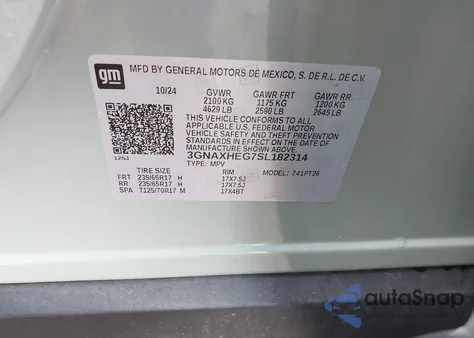 gm
MFD BY GENERAL MOTORS DE MEXICO, S. DE R.L. DE C.V.
10/24 GVWR GAWR FRT GAWR RR
2100 KG 1175 KG 1200 KG
4629 LB 2590 LB 2645 LB
THIS VEHICLE CONFORMS TO ALL
APPLICABLE U.S. FEDERAL MOTOR
VEHICLE SAFETY AND THEFT PREVENTION
STANDARDS IN EFFECT ON THE DATE OF
MANUFACTURE SHOWN ABOVE.
3GNAXHEG7SL182314
125J TYPE: MPV MODEL: 741PT26
RIM
FRT 235/65R17 H 17X7.5J
RR 235/65R17 H 17X7.5J
SPA T125/70R17 M 17X4BT
autoSnap